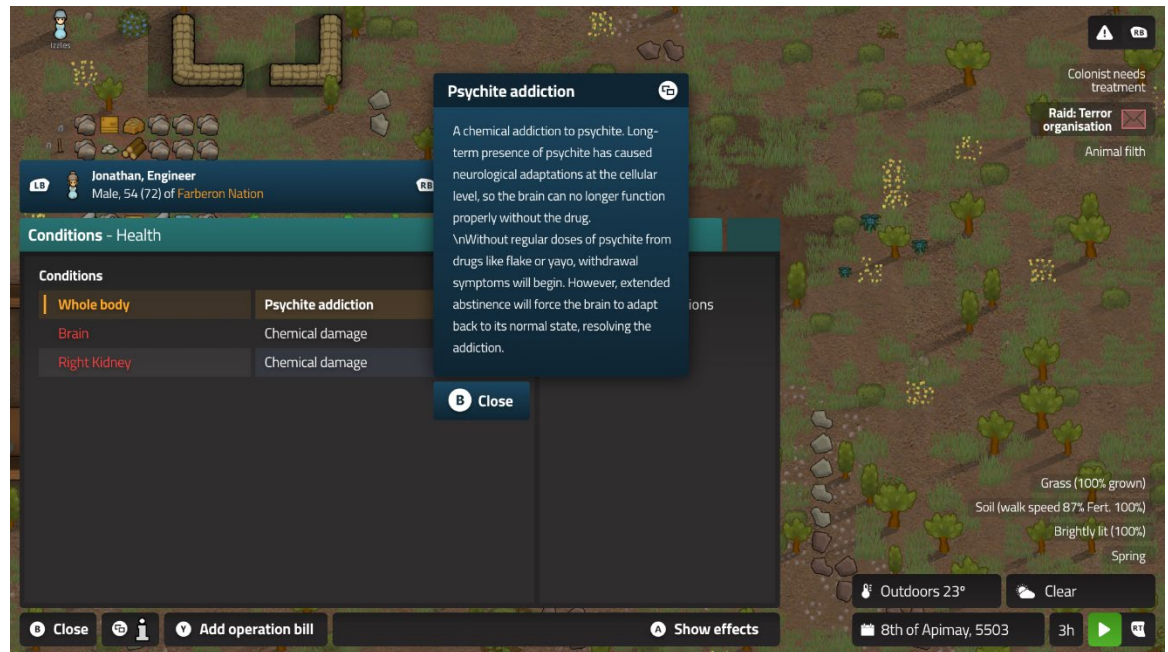 Izzles
RB
Colonist needs
treatment
Raid: Terror
organisation
Animal filth
LB
Jonathan, Engineer
Male, 54 (72) of Farberon Nation
RB
Conditions - Health
Conditions
Whole body
Psychite addiction
Brain
Chemical damage
Right Kidney
Chemical damage
ions
Psychite addiction
A chemical addiction to psychite. Long-
term presence of psychite has caused
neurological adaptations at the cellular
level, so the brain can no longer function
properly without the drug.
\nWithout regular doses of psychite from
drugs like flake or yayo, withdrawal
symptoms will begin. However, extended
abstinence will force the brain to adapt
back to its normal state, resolving the
addiction.
B Close
Grass (100% grown)
Soil (walk speed 87% Fert. 100%)
Brightly lit (100%)
Spring
Outdoors 23°
Clear
B Close
Y Add operation bill
A Show effects
8th of Apimay, 5503
3h
RT